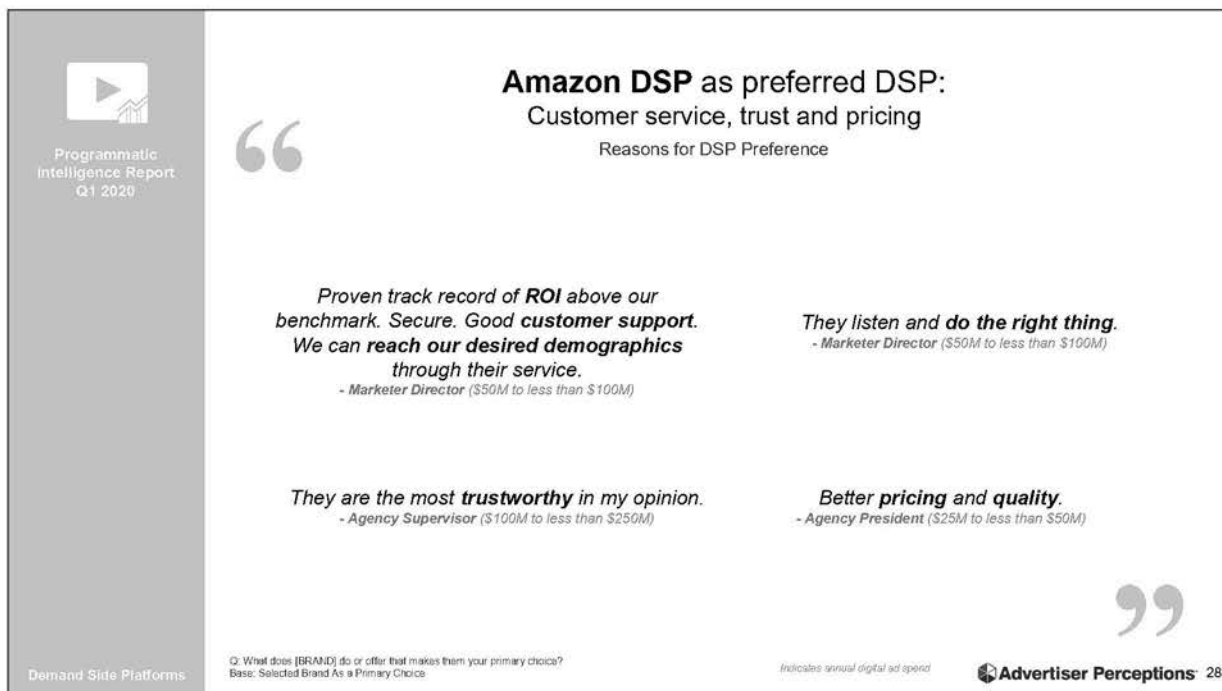 Programmatic
Intelligence Report
Q1 2020
Amazon DSP as preferred DSP:
Customer service, trust and pricing
Reasons for DSP Preference
Proven track record of ROI above our
benchmark. Secure. Good customer support.
We can reach our desired demographics
through their service.
- Marketer Director ($50M to less than $100M)
They listen and do the right thing.
- Marketer Director ($50M to less than $100M)
They are the most trustworthy in my opinion.
- Agency Supervisor ($100M to less than $250M)
Better pricing and quality.
- Agency President ($25M to less than $50M)
Demand Side Platforms
Q: What does [BRAND] do or offer that makes them your primary choice?
Base: Selected Brand As a Primary Choice
Indicates annual digital ad spend
Advertiser Perceptions 28